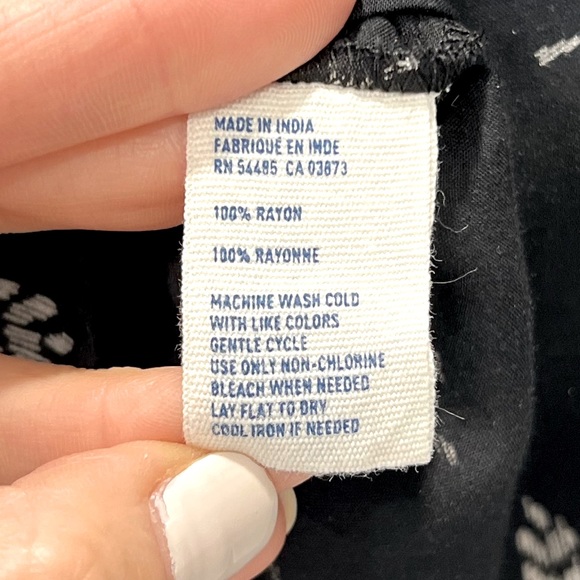 MADE IN INDIA
FABRIQUÉ EN INDE
RN 54485 CA 03873
100% RAYON
100% RAYONNE
MACHINE WASH COLD
WITH LIKE COLORS
GENTLE CYCLE
USE ONLY NON-CHLORINE
BLEACH WHEN NEEDED
LAY FLAT TO DRY
COOL IRON IF NEEDED